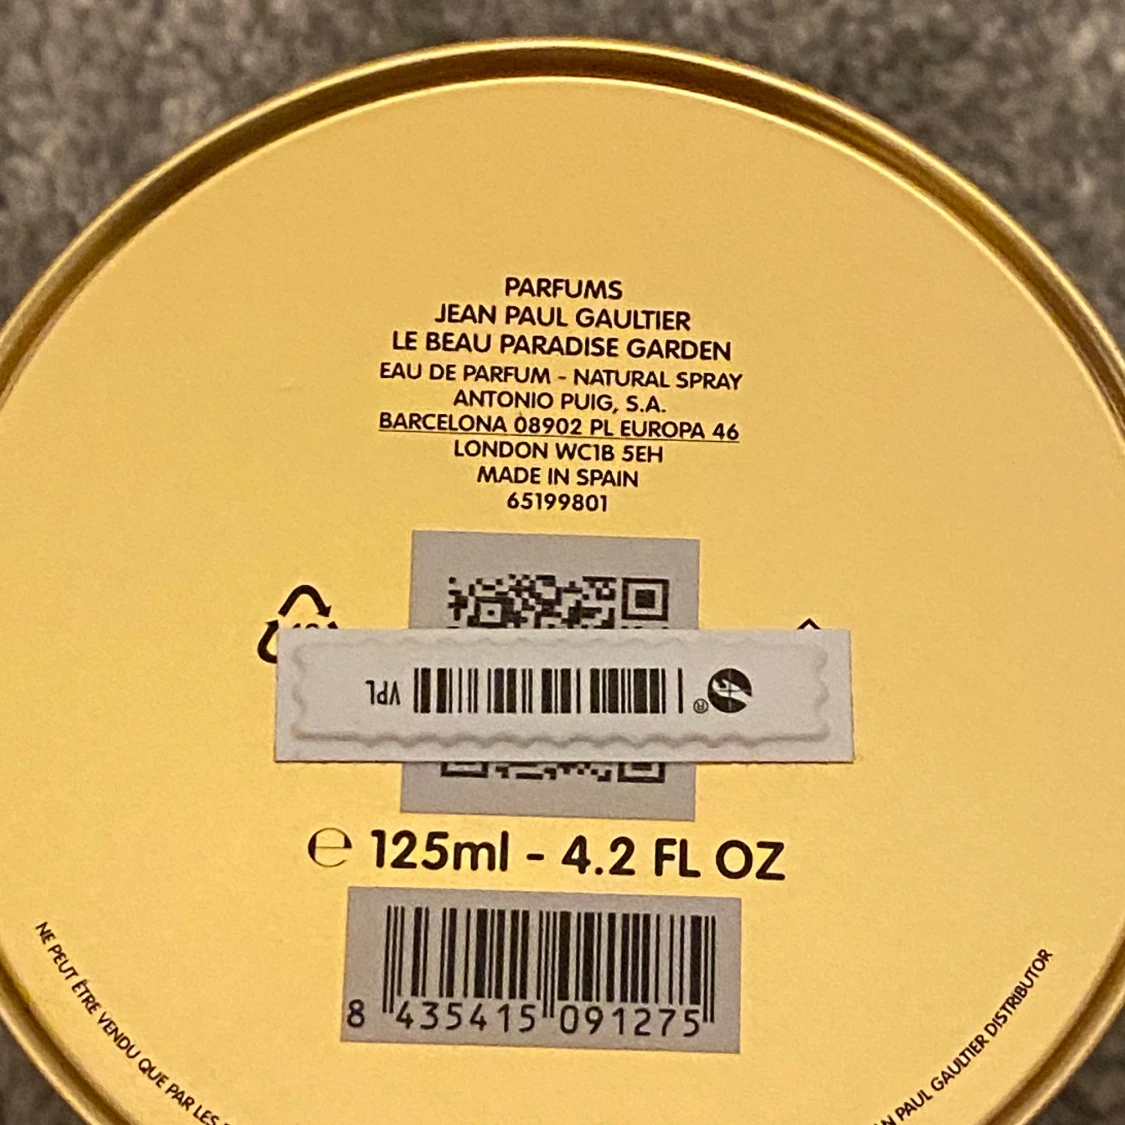 PARFUMS
JEAN PAUL GAULTIER
LE BEAU PARADISE GARDEN
EAU DE PARFUM - NATURAL SPRAY
ANTONIO PUIG, S.A.
BARCELONA 08902 PL EUROPA 46
LONDON WC1B 5EH
MADE IN SPAIN
65199801
VPL ®
℮ 125ml - 4.2 FL OZ
8 435415 091275
NE PEUT ÊTRE VENDU QUE PAR LES
PAUL GAULTIER DISTRIBUTOR